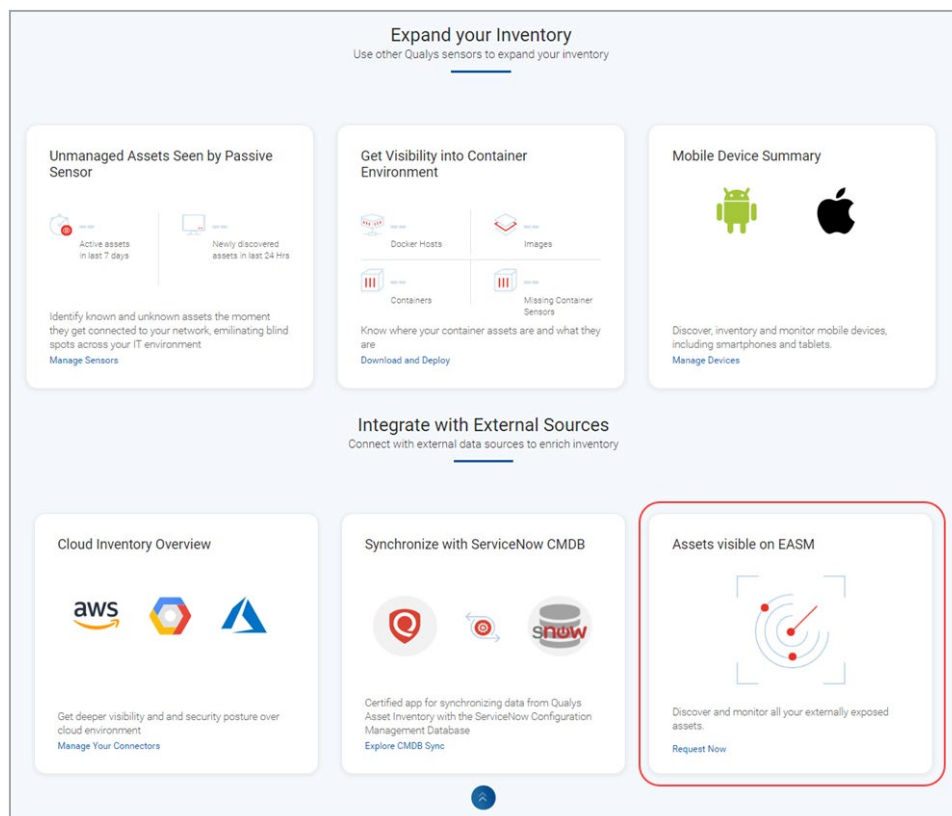 Expand your Inventory
Use other Qualys sensors to expand your inventory
Unmanaged Assets Seen by Passive
Sensor
Active assets
in last 7 days
Newly discovered
assets in last 24 Hrs
Identify known and unknown assets the moment
they get connected to your network, emilinating blind
spots across your IT environment
Manage Sensors
Get Visibility into Container
Environment
Docker Hosts
Images
Containers
Missing Container
Sensors
Know where your container assets are and what they
are
Download and Deploy
Mobile Device Summary
Discover, inventory and monitor mobile devices,
including smartphones and tablets.
Manage Devices
Integrate with External Sources
Connect with external data sources to enrich inventory
Cloud Inventory Overview
aws
Get deeper visibility and and security posture over
cloud environment
Manage Your Connectors
Synchronize with ServiceNow CMDB
snow
Certified app for synchronizing data from Qualys
Asset Inventory with the ServiceNow Configuration
Management Database
Explore CMDB Sync
Assets visible on EASM
Discover and monitor all your externally exposed
assets.
Request Now